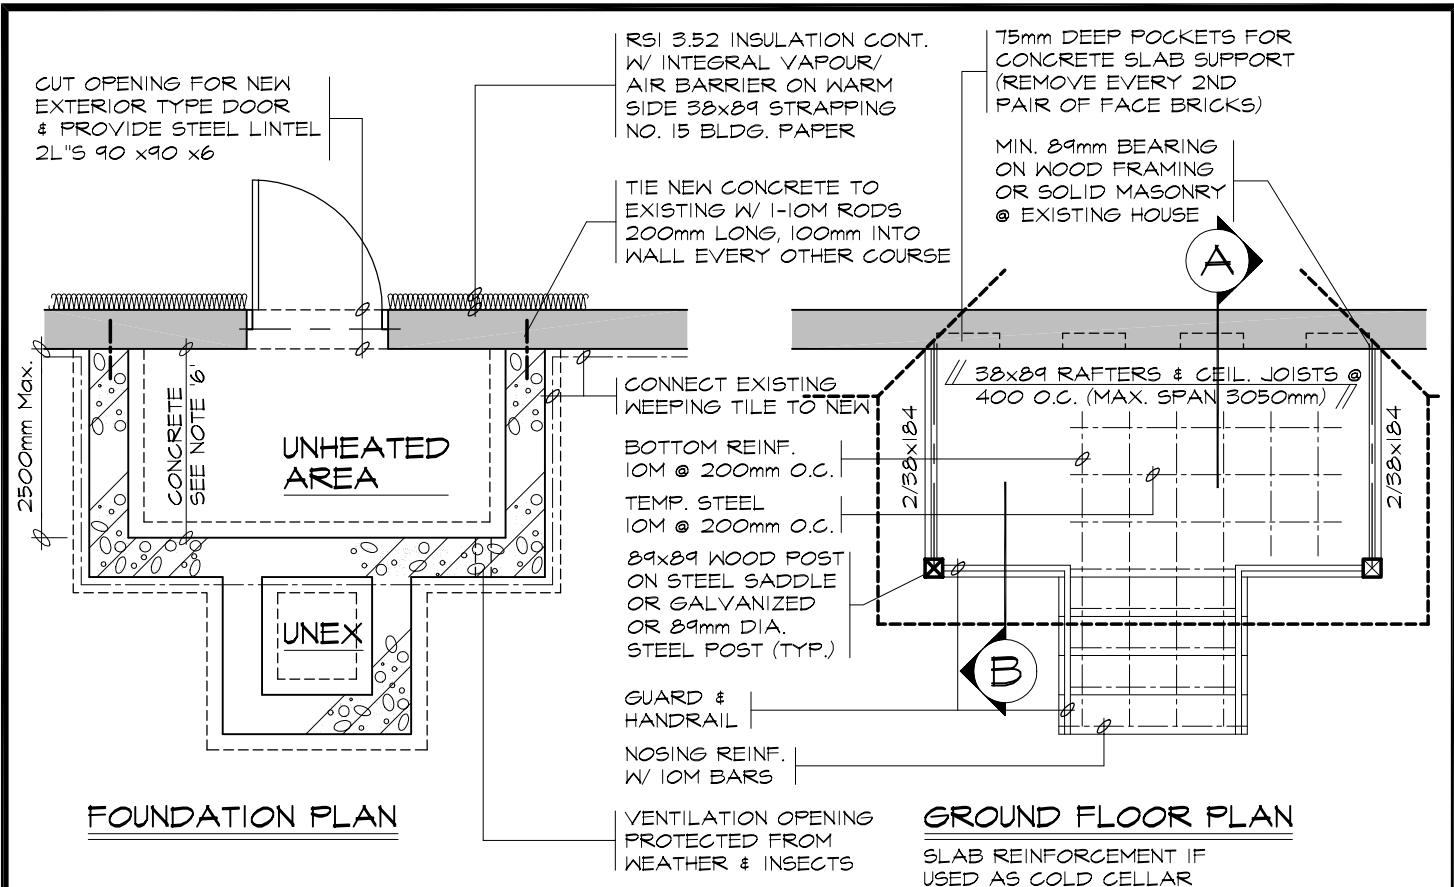 CUT OPENING FOR NEW
EXTERIOR TYPE DOOR
& PROVIDE STEEL LINTEL
2L"S 90 x90 x6
RSI 3.52 INSULATION CONT.
W/ INTEGRAL VAPOUR/
AIR BARRIER ON WARM
SIDE 38x89 STRAPPING
NO. 15 BLDG. PAPER
TIE NEW CONCRETE TO
EXISTING W/ 1-10M RODS
200mm LONG, 100mm INTO
WALL EVERY OTHER COURSE
75mm DEEP POCKETS FOR
CONCRETE SLAB SUPPORT
(REMOVE EVERY 2ND
PAIR OF FACE BRICKS)
MIN. 89mm BEARING
ON WOOD FRAMING
OR SOLID MASONRY
@ EXISTING HOUSE
A
2500mm Max.
CONCRETE
SEE NOTE '6'
UNHEATED
AREA
UNEX
CONNECT EXISTING
WEEPING TILE TO NEW
BOTTOM REINF.
10M @ 200mm O.C.
TEMP. STEEL
10M @ 200mm O.C.
89x89 WOOD POST
ON STEEL SADDLE
OR GALVANIZED
OR 89mm DIA.
STEEL POST (TYP.)
GUARD &
HANDRAIL
NOSING REINF.
W/ 10M BARS
VENTILATION OPENING
PROTECTED FROM
WEATHER & INSECTS
38x89 RAFTERS & CEIL. JOISTS @
400 O.C. (MAX. SPAN 3050mm)
2/38x184
2/38x184
B
FOUNDATION PLAN
GROUND FLOOR PLAN
SLAB REINFORCEMENT IF
USED AS COLD CELLAR